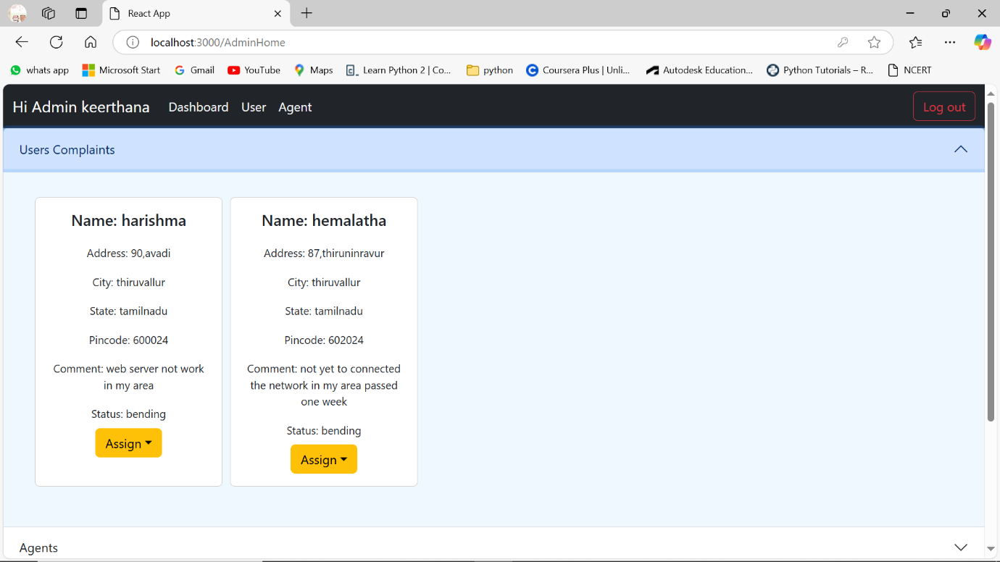 React App
localhost:3000/AdminHome
whats app
Microsoft Start
Gmail
YouTube
Maps
Learn Python 2 | Co...
python
Coursera Plus | Unli...
Autodesk Education...
Python Tutorials – R...
NCERT
Hi Admin keerthana
Dashboard
User
Agent
Log out
Users Complaints
Name: harishma
Address: 90,avadi
City: thiruvallur
State: tamilnadu
Pincode: 600024
Comment: web server not work
in my area
Status: bending
Assign
Name: hemalatha
Address: 87,thiruninravur
City: thiruvallur
State: tamilnadu
Pincode: 602024
Comment: not yet to connected
the network in my area passed
one week
Status: bending
Assign
Agents